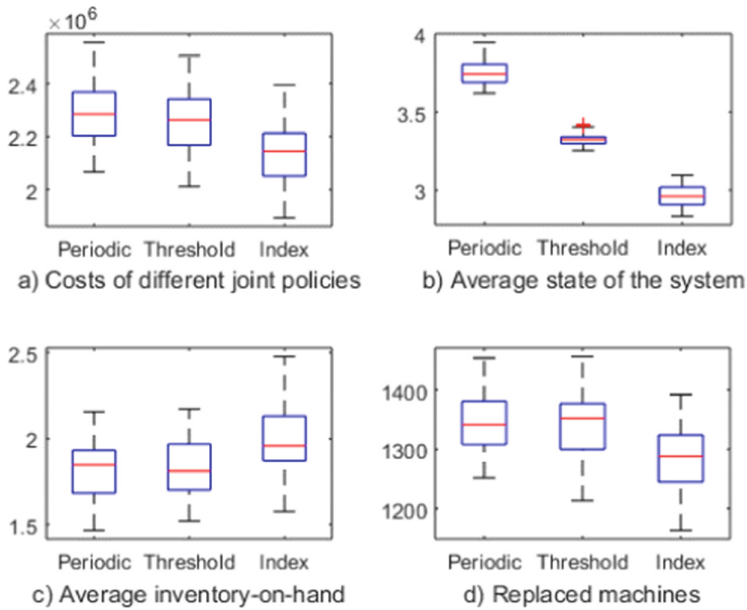 ×10⁶
2.4
2.2
2
Periodic Threshold Index
a) Costs of different joint policies
4
3.5
3
Periodic Threshold Index
b) Average state of the system
2.5
2
1.5
Periodic Threshold Index
c) Average inventory-on-hand
1400
1300
1200
Periodic Threshold Index
d) Replaced machines